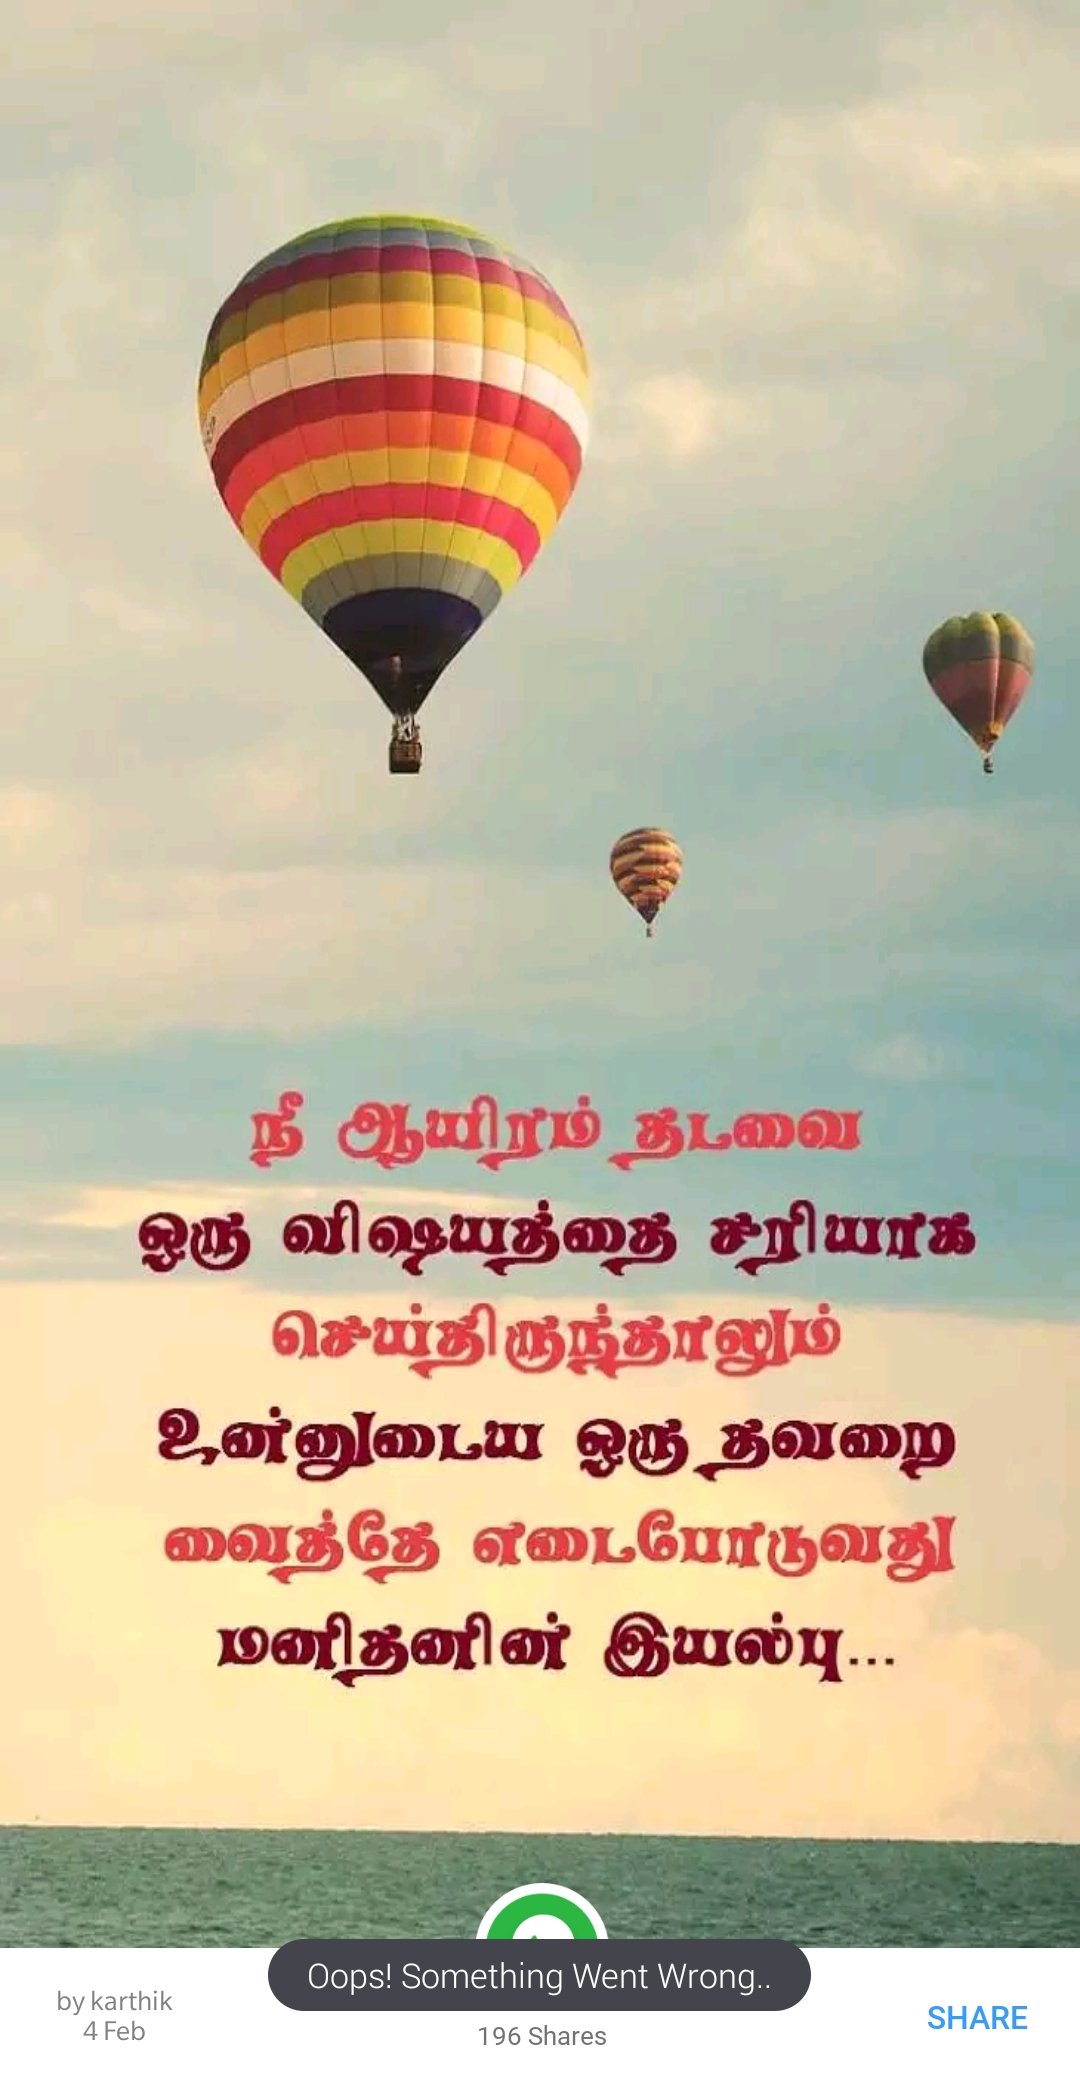 நீ ஆயிரம் தடவை
ஒரு விஷயத்தை சரியாக
செய்திருந்தாலும்
உன்னுடைய ஒரு தவறை
வைத்தே எடைபோடுவது
மனிதனின் இயல்பு...
Oops! Something Went Wrong..
by karthik
4 Feb
196 Shares
SHARE